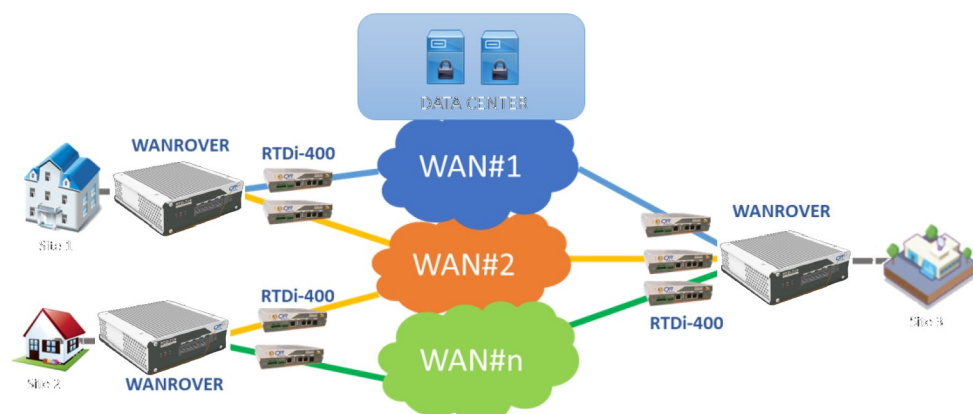 DATA CENTER
WANROVER
RTDi-400
WAN#1
Site 1
WANROVER
WAN#2
RTDi-400
RTDi-400
Site 3
WAN#n
Site 2
WANROVER